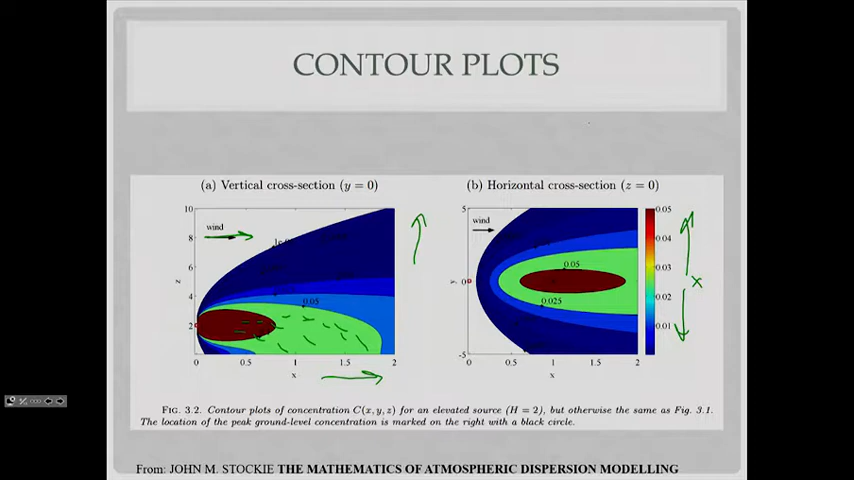 CONTOUR PLOTS
(a) Vertical cross-section (y = 0)
(b) Horizontal cross-section (z = 0)
10
8
6
4
2
0
z
wind
0.05
0
0.5
1
1.5
2
x
5
0
-5
y
wind
0.05
0.025
0
0.5
1
1.5
2
x
0.05
0.04
0.03
0.02
0.01
x
FIG. 3.2. Contour plots of concentration C(x, y, z) for an elevated source (H = 2), but otherwise the same as Fig. 3.1.
The location of the peak ground-level concentration is marked on the right with a black circle.
From: JOHN M. STOCKIE THE MATHEMATICS OF ATMOSPHERIC DISPERSION MODELLING